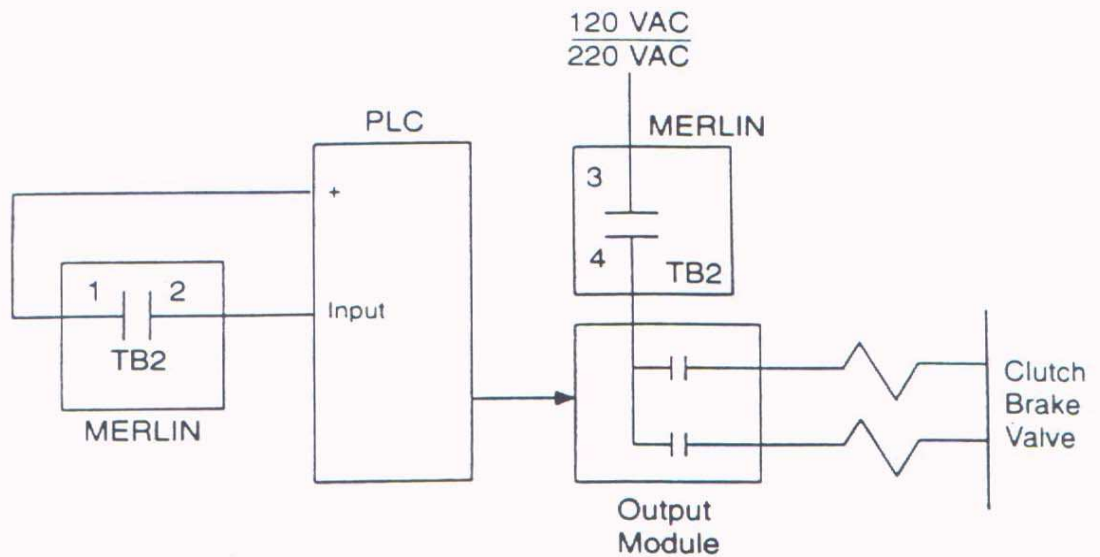 120 VAC
220 VAC
PLC
MERLIN
+
3
4
TB2
1 2
Input
TB2
MERLIN
Clutch
Brake
Valve
Output
Module